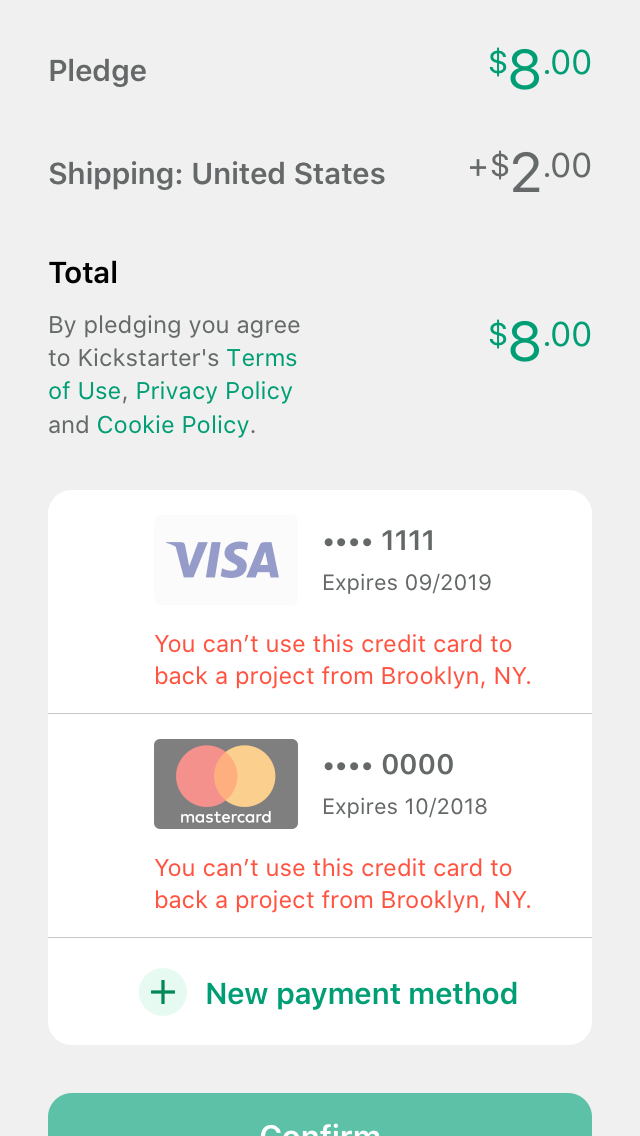 Pledge $8.00
Shipping: United States +$2.00
Total
By pledging you agree
to Kickstarter's Terms
of Use, Privacy Policy
and Cookie Policy.
$8.00
VISA •••• 1111
Expires 09/2019
You can’t use this credit card to
back a project from Brooklyn, NY.
mastercard •••• 0000
Expires 10/2018
You can’t use this credit card to
back a project from Brooklyn, NY.
+ New payment method
Confirm